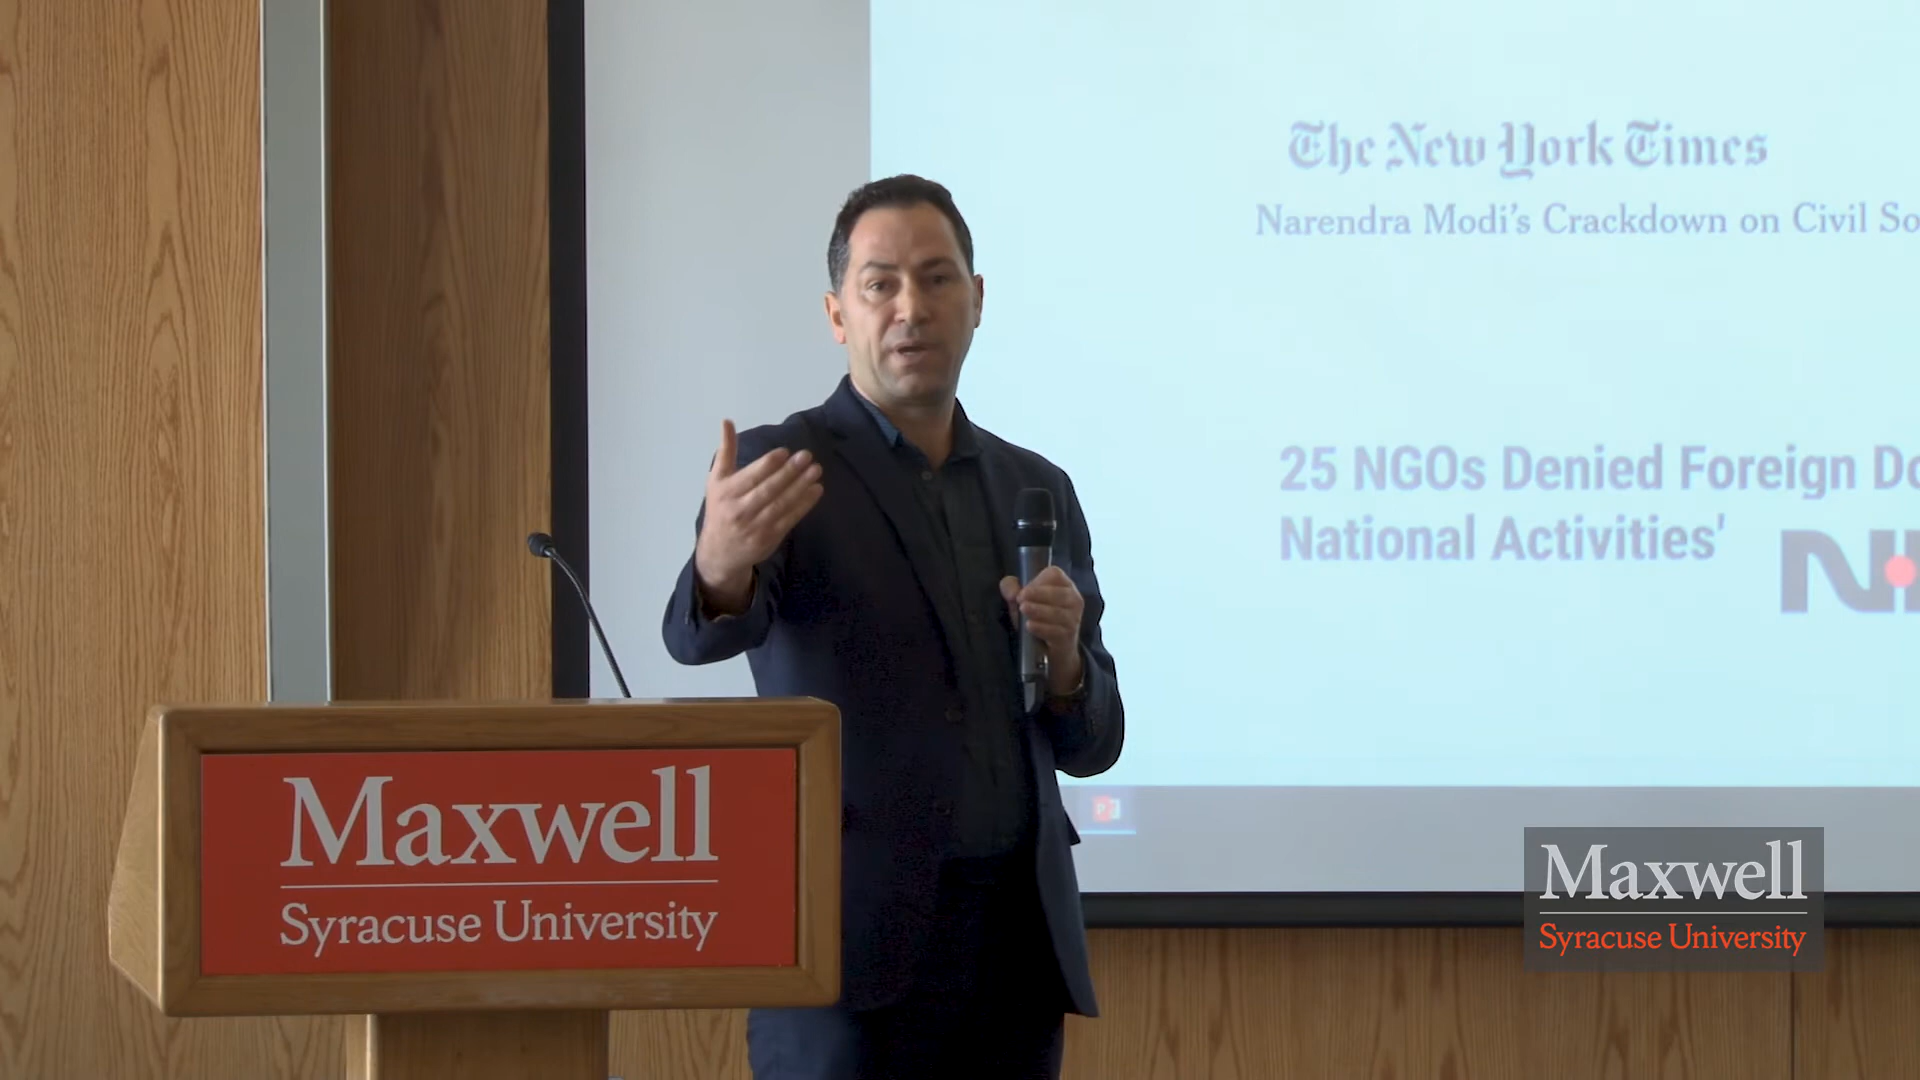 The New York Times
Narendra Modi's Crackdown on Civil So
25 NGOs Denied Foreign Do
National Activities'
Maxwell
Syracuse University
Maxwell
Syracuse University